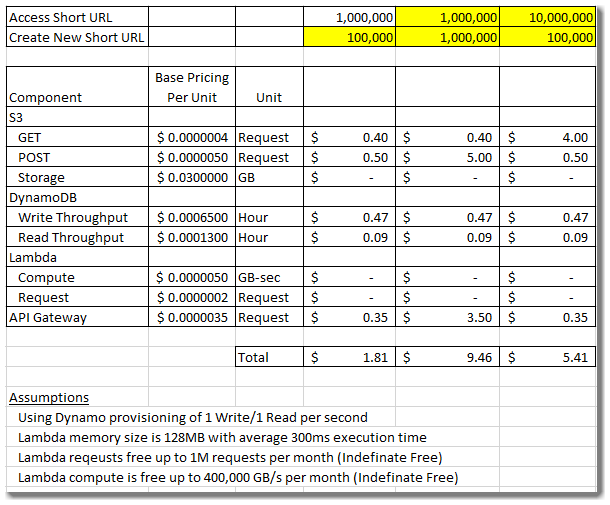 Access Short URL 1,000,000 1,000,000 10,000,000
Create New Short URL 100,000 1,000,000 100,000
Base Pricing
Component Per Unit Unit
S3
GET $ 0.0000004 Request $ 0.40 $ 0.40 $ 4.00
POST $ 0.0000050 Request $ 0.50 $ 5.00 $ 0.50
Storage $ 0.0300000 GB $ - $ - $ -
DynamoDB
Write Throughput $ 0.0006500 Hour $ 0.47 $ 0.47 $ 0.47
Read Throughput $ 0.0001300 Hour $ 0.09 $ 0.09 $ 0.09
Lambda
Compute $ 0.0000050 GB-sec $ - $ - $ -
Request $ 0.0000002 Request $ - $ - $ -
API Gateway $ 0.0000035 Request $ 0.35 $ 3.50 $ 0.35
Total $ 1.81 $ 9.46 $ 5.41
Assumptions
Using Dynamo provisioning of 1 Write/1 Read per second
Lambda memory size is 128MB with average 300ms execution time
Lambda reqeusts free up to 1M requests per month (Indefinate Free)
Lambda compute is free up to 400,000 GB/s per month (Indefinate Free)